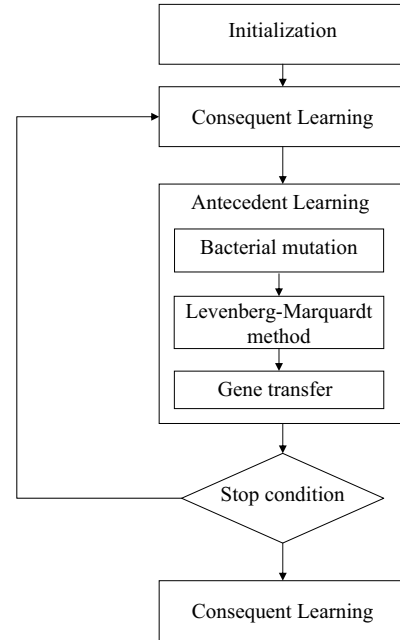 Initialization
Consequent Learning
Antecedent Learning
Bacterial mutation
Levenberg-Marquardt
method
Gene transfer
Stop condition
Consequent Learning